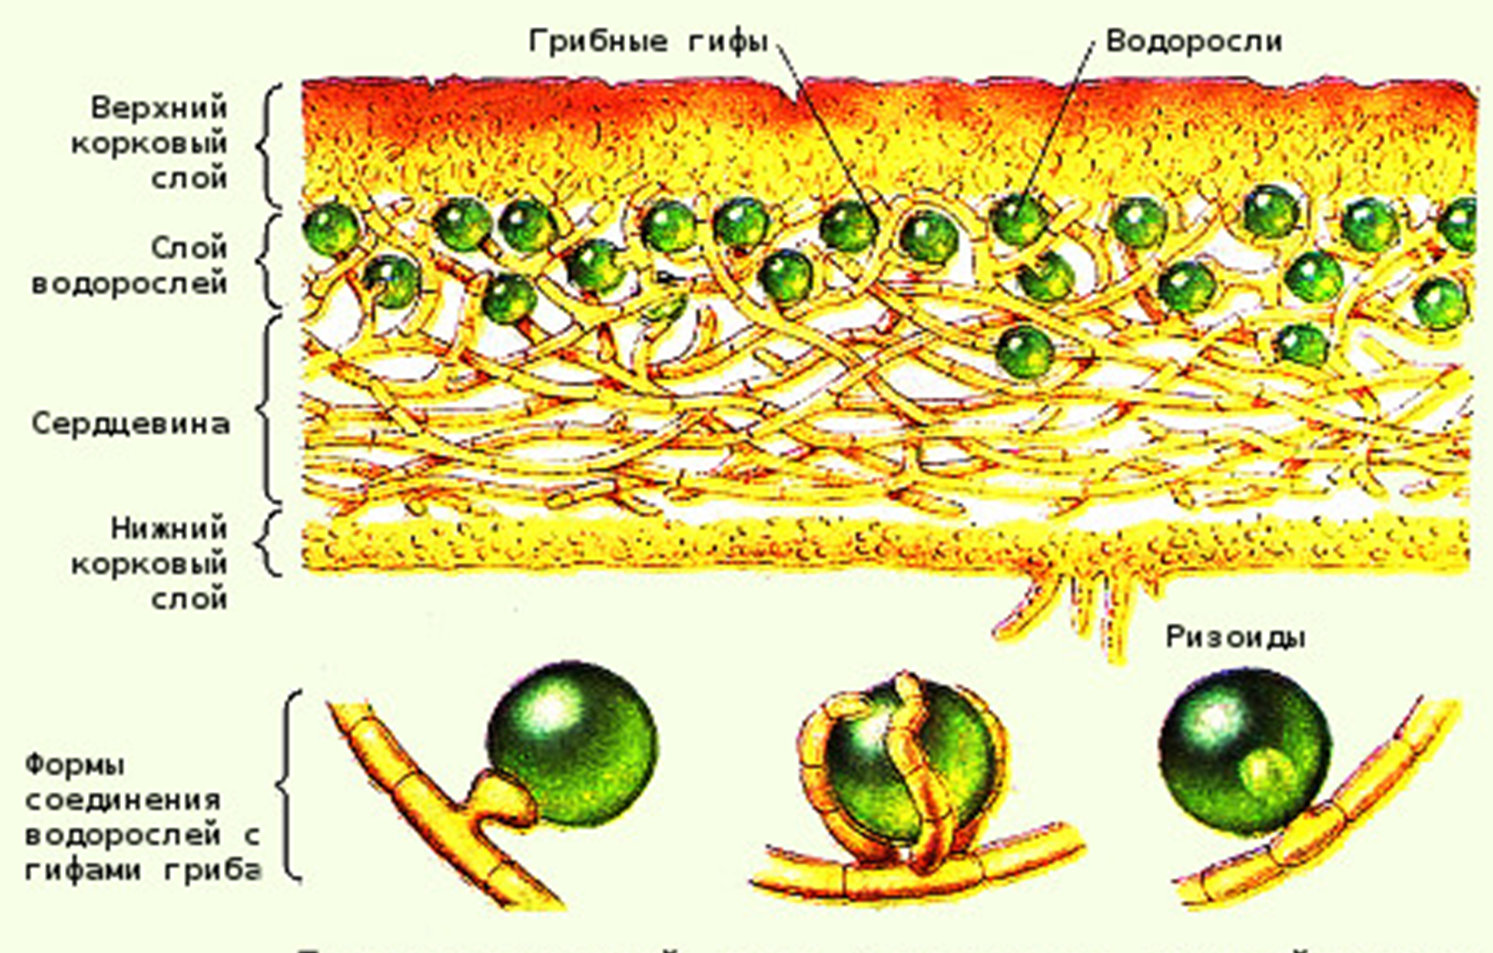 Грибные гифы
Водоросли
Верхний
корковый
слой
Слой
водорослей
Сердцевина
Нижний
корковый
слой
Ризоиды
Формы
соединения
водорослей с
гифами гриба